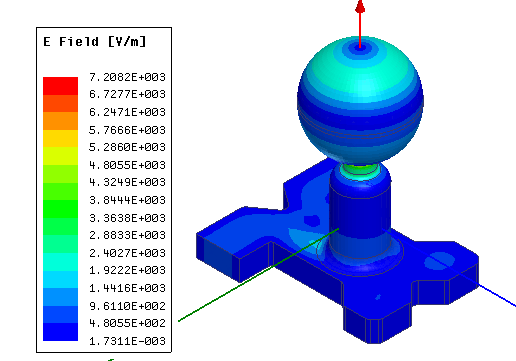 E Field [V/m]
7.2082E+003
6.7277E+003
6.2471E+003
5.7666E+003
5.2860E+003
4.8055E+003
4.3249E+003
3.8444E+003
3.3638E+003
2.8833E+003
2.4027E+003
1.9222E+003
1.4416E+003
9.6110E+002
4.8055E+002
1.7311E-003